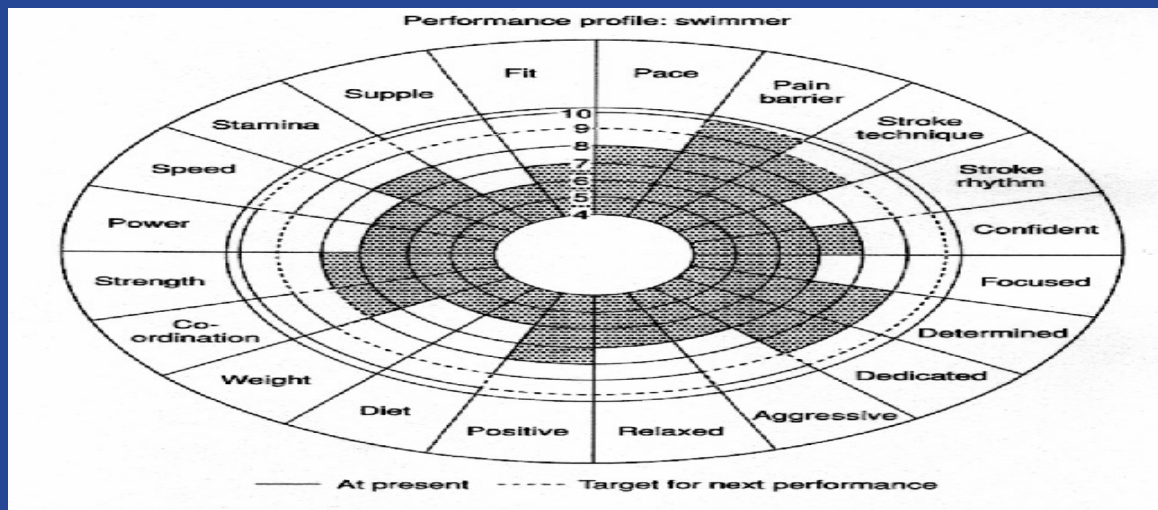 Performance profile: swimmer
Fit
Pace
Pain
barrier
Stroke
technique
Stroke
rhythm
Confident
Focused
Determined
Dedicated
Aggressive
Relaxed
Positive
Diet
Weight
Co-
ordination
Strength
Power
Speed
Stamina
Supple
10
9
8
7
6
5
4
At present
Target for next performance